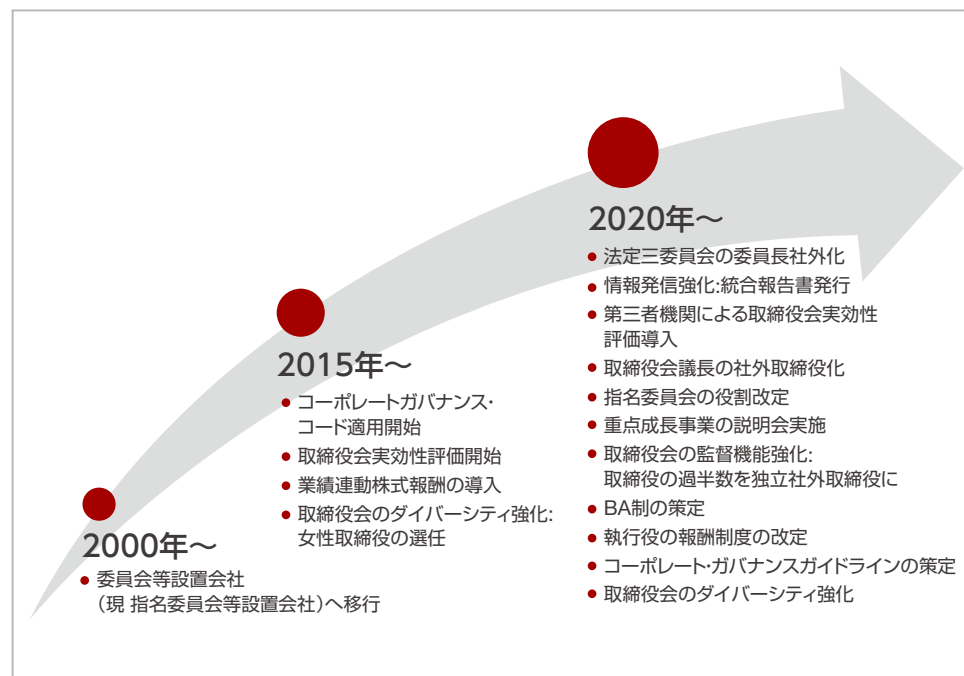 2000年～
• 委員会等設置会社
（現 指名委員会等設置会社）へ移行
2015年～
• コーポレートガバナンス・
コード適用開始
• 取締役会実効性評価開始
• 業績連動株式報酬の導入
• 取締役会のダイバーシティ強化:
女性取締役の選任
2020年～
• 法定三委員会の委員長社外化
• 情報発信強化:統合報告書発行
• 第三者機関による取締役会実効性
評価導入
• 取締役会議長の社外取締役化
• 指名委員会の役割改定
• 重点成長事業の説明会実施
• 取締役会の監督機能強化:
取締役の過半数を独立社外取締役に
• BA制の策定
• 執行役の報酬制度の改定
• コーポレート・ガバナンスガイドラインの策定
• 取締役会のダイバーシティ強化